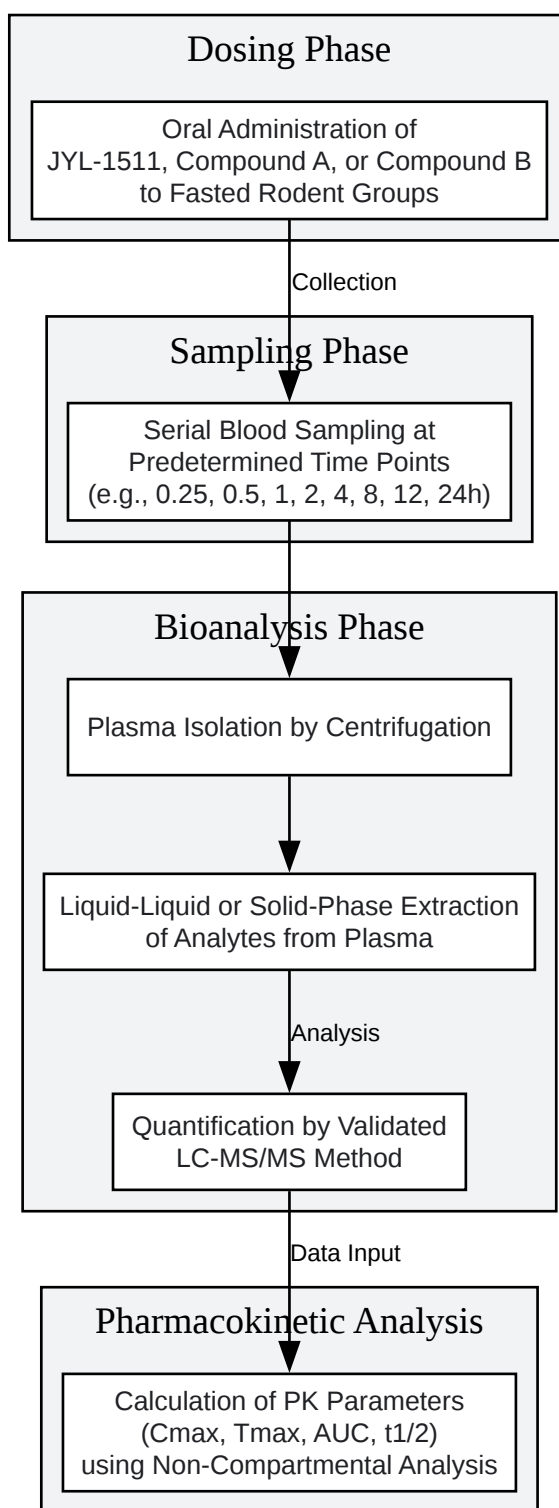 Dosing Phase
Oral Administration of
JYL-1511, Compound A, or Compound B
to Fasted Rodent Groups
Collection
Sampling Phase
Serial Blood Sampling at
Predetermined Time Points
(e.g., 0.25, 0.5, 1, 2, 4, 8, 12, 24h)
Bioanalysis Phase
Plasma Isolation by Centrifugation
Liquid-Liquid or Solid-Phase Extraction
of Analytes from Plasma
Analysis
Quantification by Validated
LC-MS/MS Method
Data Input
Pharmacokinetic Analysis
Calculation of PK Parameters
(Cmax, Tmax, AUC, t1/2)
using Non-Compartmental Analysis